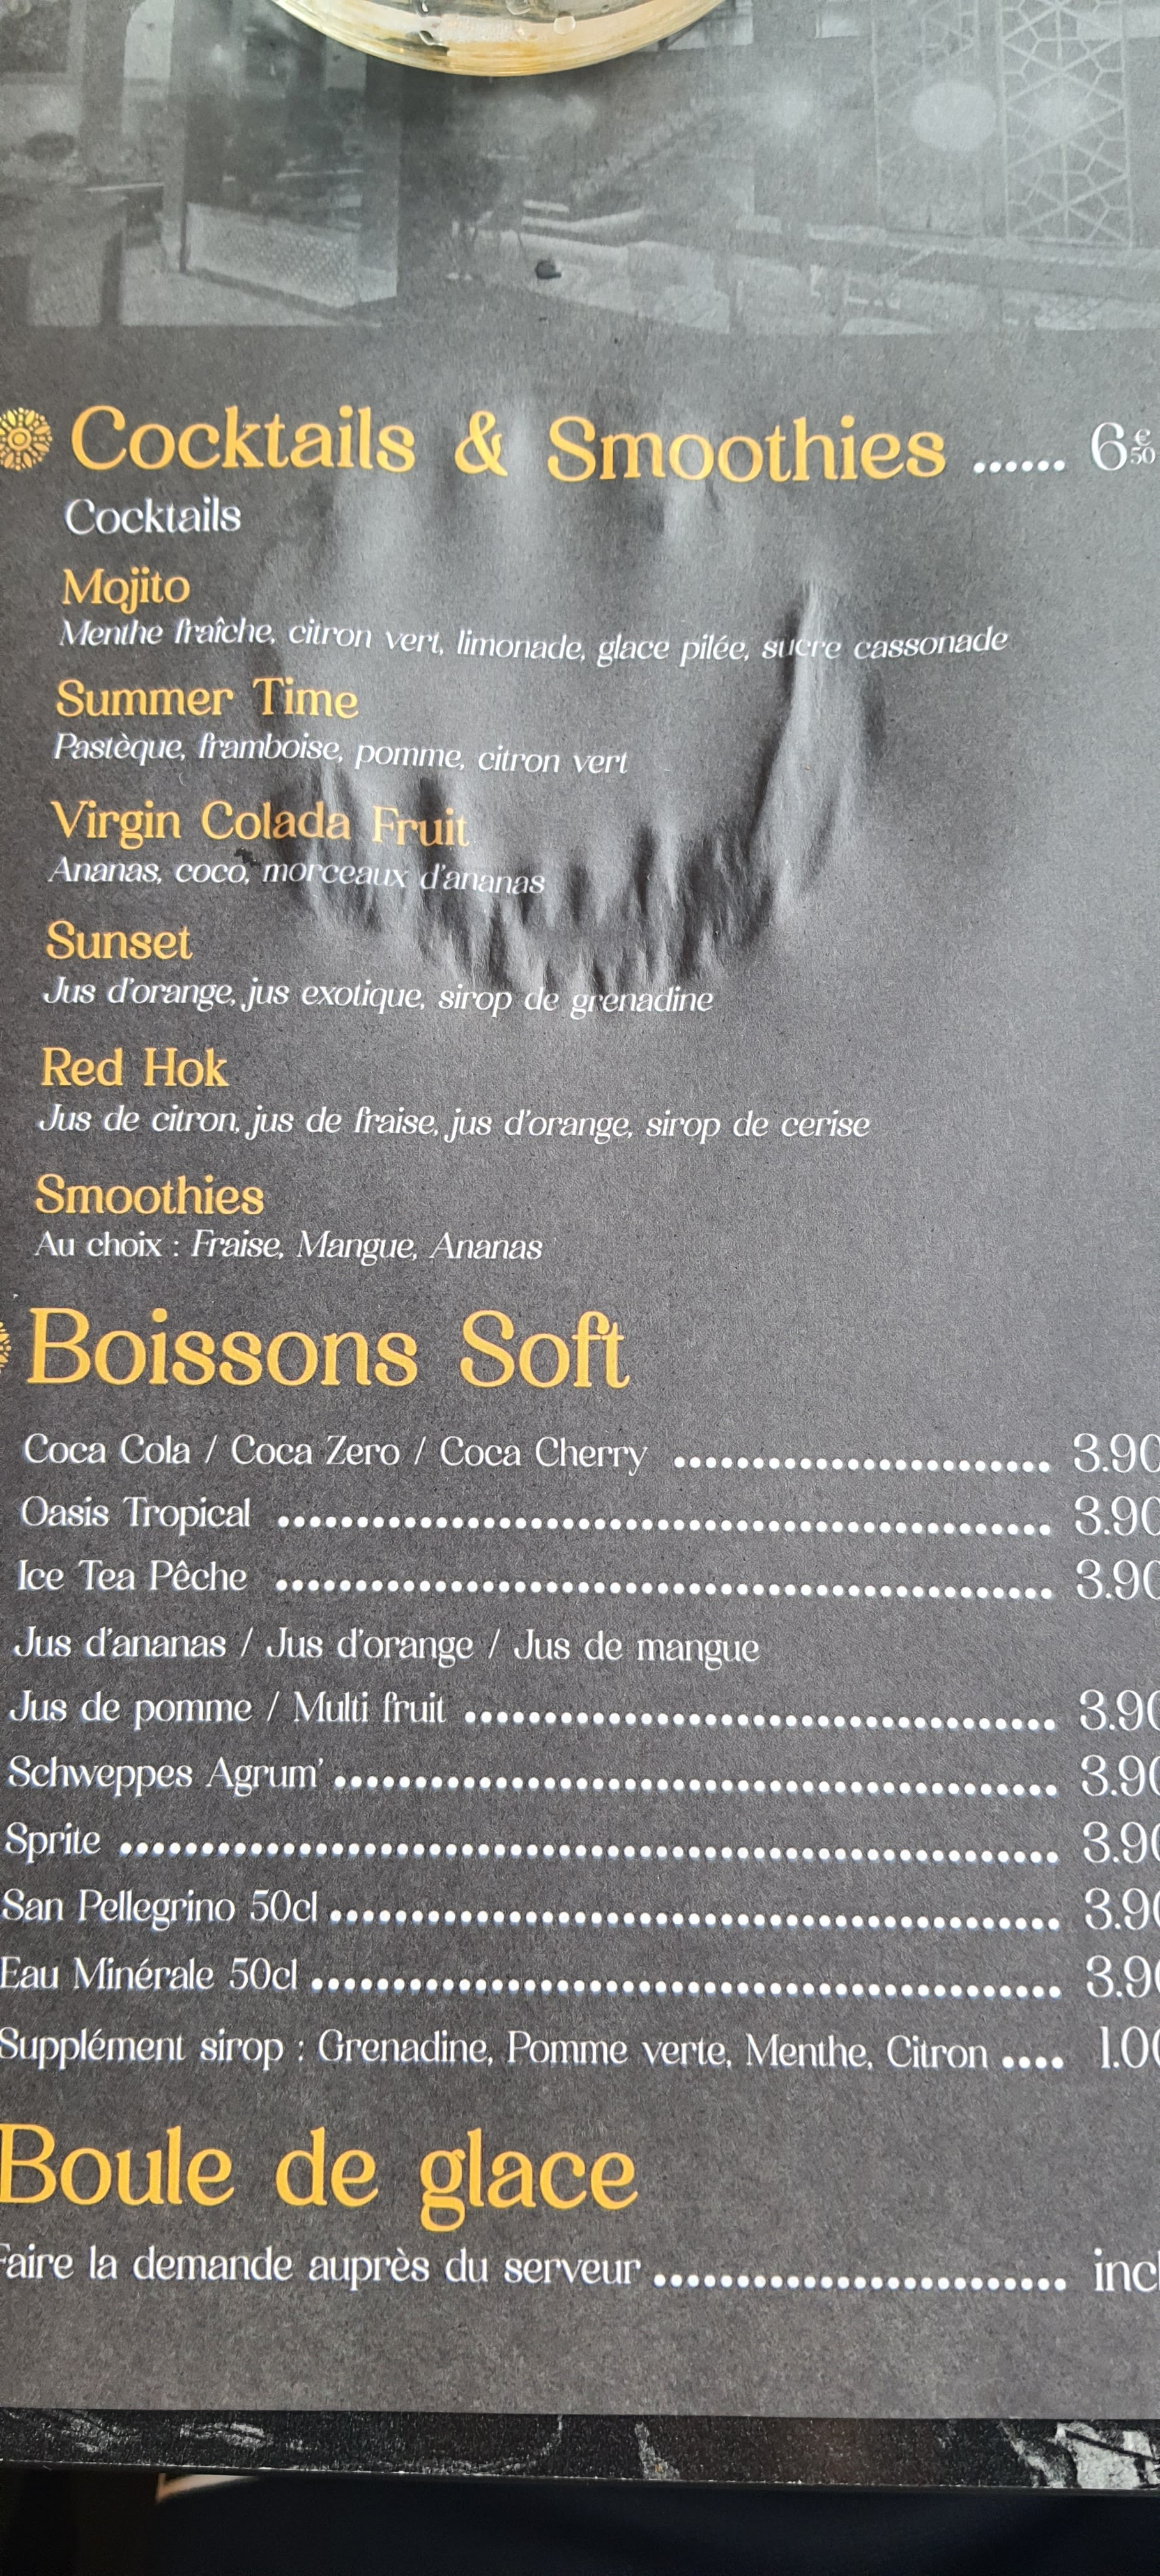 Cocktails & Smoothies ...... 6€50
Cocktails
Mojito
Menthe fraîche, citron vert, limonade, glace pilée, sucre cassonade
Summer Time
Pastèque, framboise, pomme, citron vert
Virgin Colada Fruit
Ananas, coco, morceaux d'ananas
Sunset
Jus d'orange, jus exotique, sirop de grenadine
Red Hok
Jus de citron, jus de fraise, jus d'orange, sirop de cerise
Smoothies
Au choix : Fraise, Mangue, Ananas
Boissons Soft
Coca Cola / Coca Zero / Coca Cherry ........................ 3.90
Oasis Tropical ................................................. 3.90
Ice Tea Pêche ................................................. 3.90
Jus d'ananas / Jus d'orange / Jus de mangue
Jus de pomme / Multi fruit ..................................... 3.90
Schweppes Agrum' .............................................. 3.90
Sprite ........................................................... 3.90
San Pellegrino 50cl .............................................. 3.90
Eau Minérale 50cl ............................................... 3.90
Supplément sirop : Grenadine, Pomme verte, Menthe, Citron .... 1.00
Boule de glace
Faire la demande auprès du serveur .......................... incl